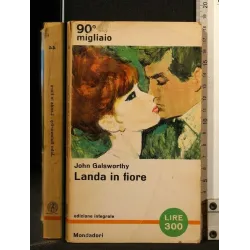 90°
migliaio
John Galsworthy
Landa in fiore
edizione integrale
Mondadori
LIRE
300